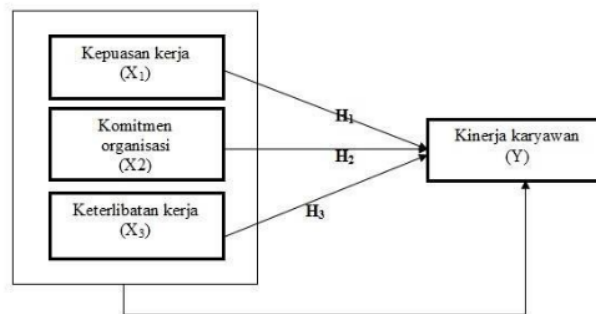 Kepuasan kerja
(X₁)
H₁
Komitmen
organisasi
(X2)
H₂
Kinerja karyawan
(Y)
Keterlibatan kerja
(X₃)
H₃